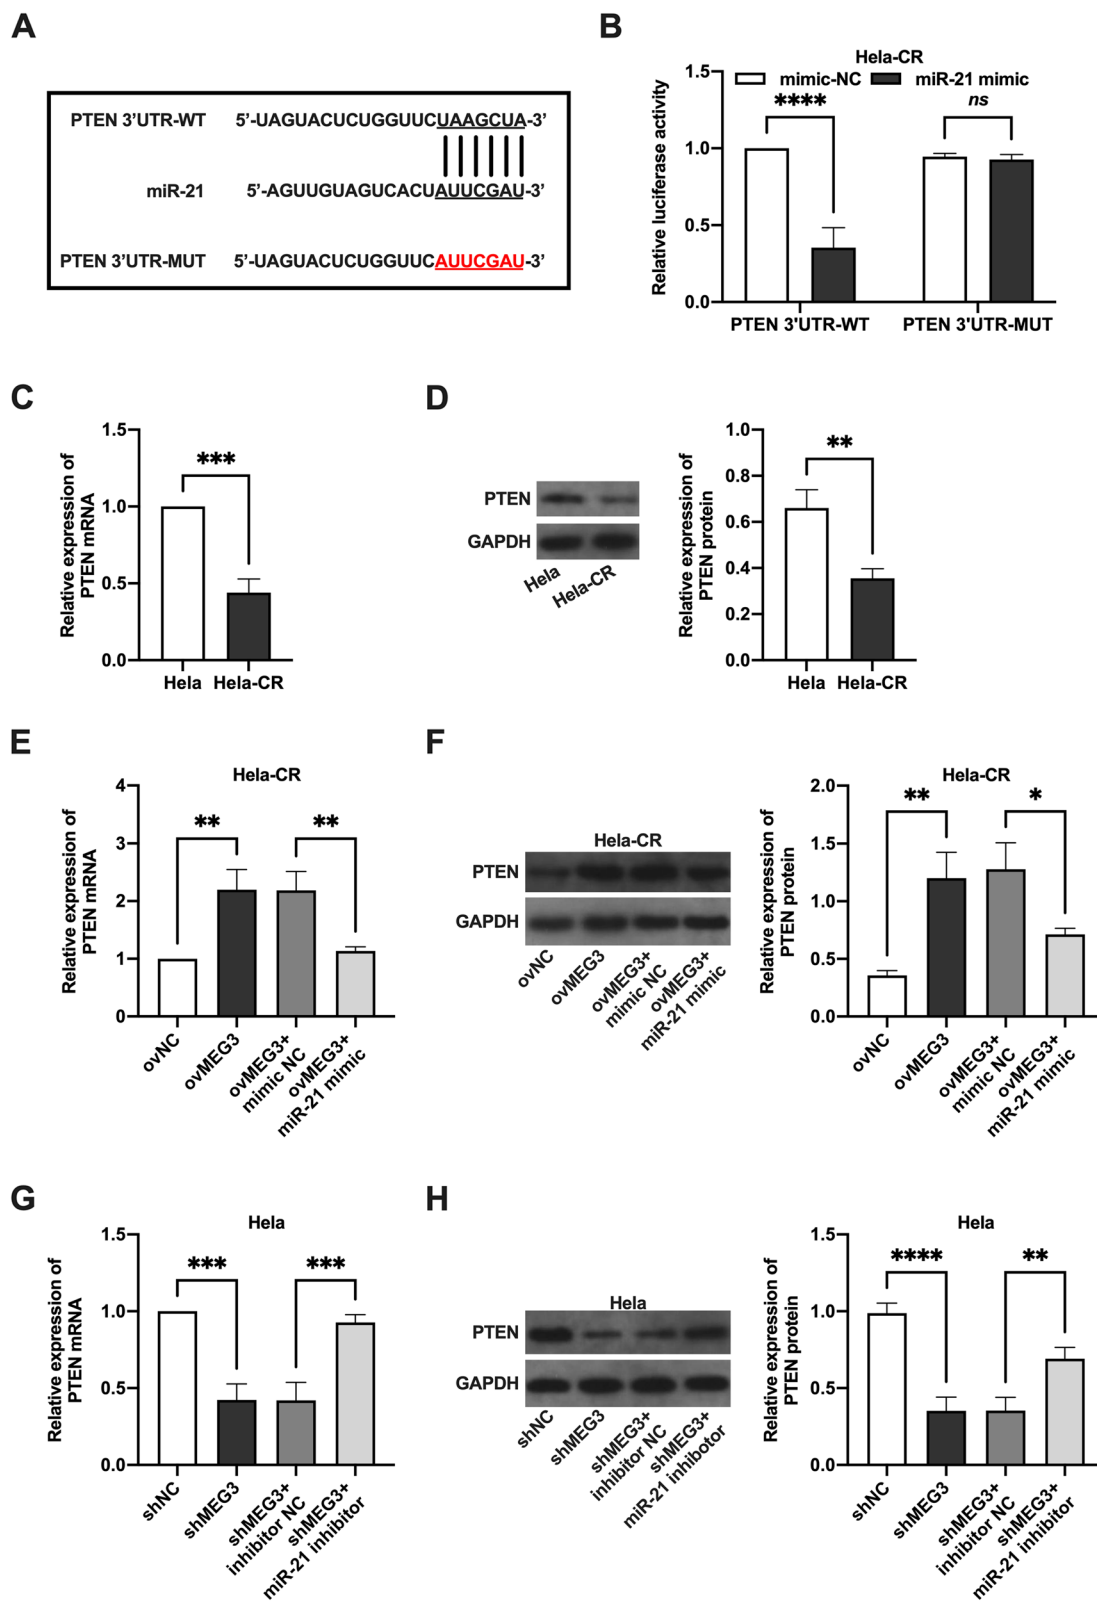 A
PTEN 3'UTR-WT 5'-UAGUACUCUGGUUCUAAGCUA-3'
miR-21 5'-AGUUGUAGUCACUAUUCGAU-3'
PTEN 3'UTR-MUT 5'-UAGUACUCUGGUUCAUUCGAU-3'
B
Hela-CR
mimic-NC miR-21 mimic
Relative luciferase activity
1.5
1.0
0.5
0.0
**** ns
PTEN 3'UTR-WT PTEN 3'UTR-MUT
C
Relative expression of
PTEN mRNA
1.5
1.0
0.5
0.0
***
Hela Hela-CR
D
PTEN
GAPDH
Hela
Hela-CR
Relative expression of
PTEN protein
1.0
0.8
0.6
0.4
0.2
0.0
**
Hela Hela-CR
E
Hela-CR
Relative expression of
PTEN mRNA
4
3
2
1
0
** **
ovNC
ovMEG3
ovMEG3+
mimic NC
ovMEG3+
miR-21 mimic
F
Hela-CR
PTEN
GAPDH
ovNC
ovMEG3
ovMEG3+
mimic NC
ovMEG3+
miR-21 mimic
Hela-CR
Relative expression of
PTEN protein
2.0
1.5
1.0
0.5
0.0
** *
ovNC
ovMEG3
ovMEG3+
mimic NC
ovMEG3+
miR-21 mimic
G
Hela
Relative expression of
PTEN mRNA
1.5
1.0
0.5
0.0
*** ***
shNC
shMEG3
shMEG3+
inhibitor NC
shMEG3+
miR-21 inhibitor
H
Hela
PTEN
GAPDH
shNC
shMEG3
shMEG3+
inhibitor NC
shMEG3+
miR-21 inhibotor
Hela
Relative expression of
PTEN protein
1.5
1.0
0.5
0.0
**** **
shNC
shMEG3
shMEG3+
inhibitor NC
shMEG3+
miR-21 inhibitor